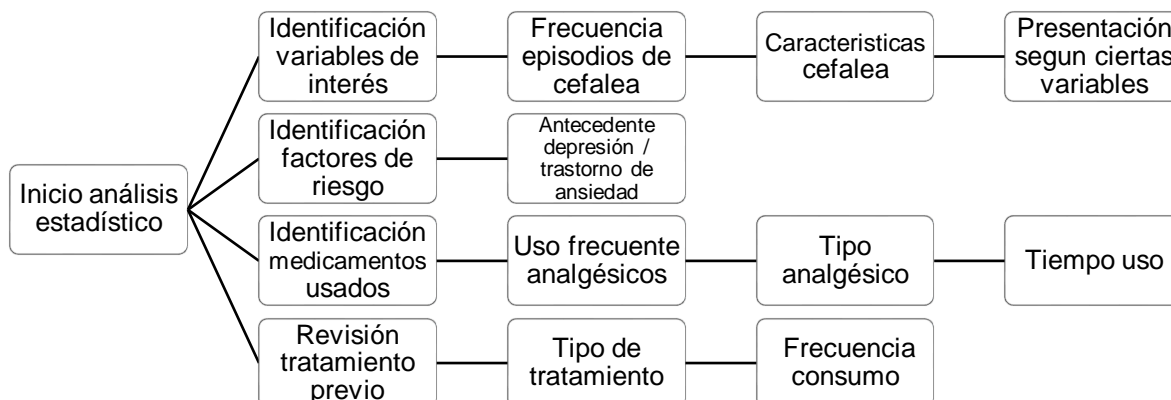 Identificación
variables de
interés
Frecuencia
episodios de
cefalea
Caracteristicas
cefalea
Presentación
segun ciertas
variables
Identificación
factores de
riesgo
Antecedente
depresión /
trastorno de
ansiedad
Inicio análisis
estadístico
Identificación
medicamentos
usados
Uso frecuente
analgésicos
Tipo
analgésico
Tiempo uso
Revisión
tratamiento
previo
Tipo de
tratamiento
Frecuencia
consumo